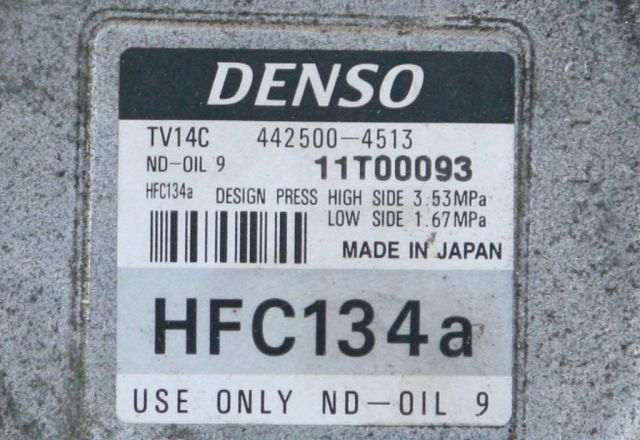 DENSO
TV14C 442500-4513
ND-OIL 9 11T00093
HFC134a DESIGN PRESS HIGH SIDE 3.53MPa
LOW SIDE 1.67MPa
MADE IN JAPAN
HFC134a
USE ONLY ND-OIL 9